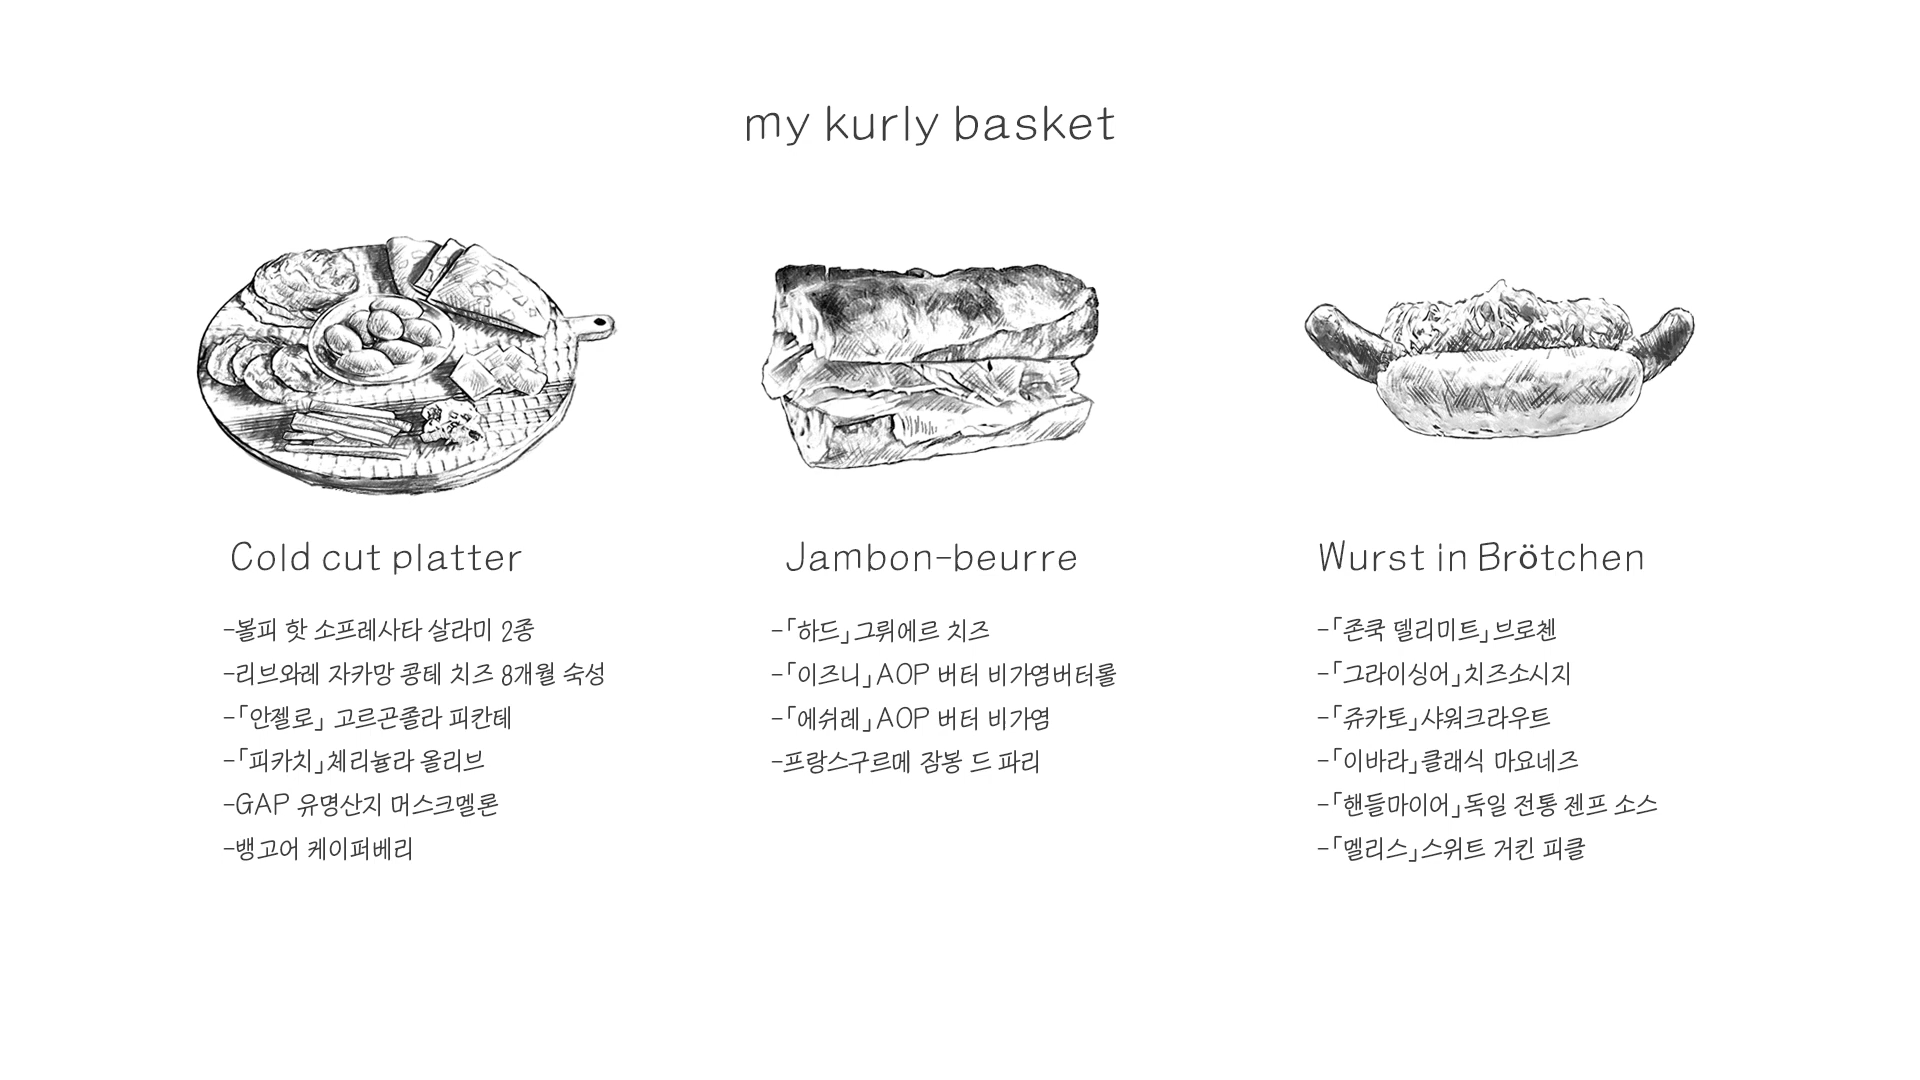 my kurly basket
Cold cut platter
-볼피 핫 소프레사타 살라미 2종
-리브와레 자카망 콩테 치즈 8개월 숙성
-「안젤로」 고르곤졸라 피칸테
-「피카치」체리뇰라 올리브
-GAP 유명산지 머스크멜론
-뱅고어 케이퍼베리
Jambon-beurre
-「하드」그뤼에르 치즈
-「이즈니」AOP 버터 비가염버터롤
-「에쉬레」AOP 버터 비가염
-프랑스구르메 잠봉 드 파리
Wurst in Brötchen
-「존쿡 델리미트」브로첸
-「그라이싱어」치즈소시지
-「쥬카토」샤워크라우트
-「이바라」클래식 마요네즈
-「핸들마이어」독일 전통 젠프 소스
-「멜리스」스위트 거킨 피클